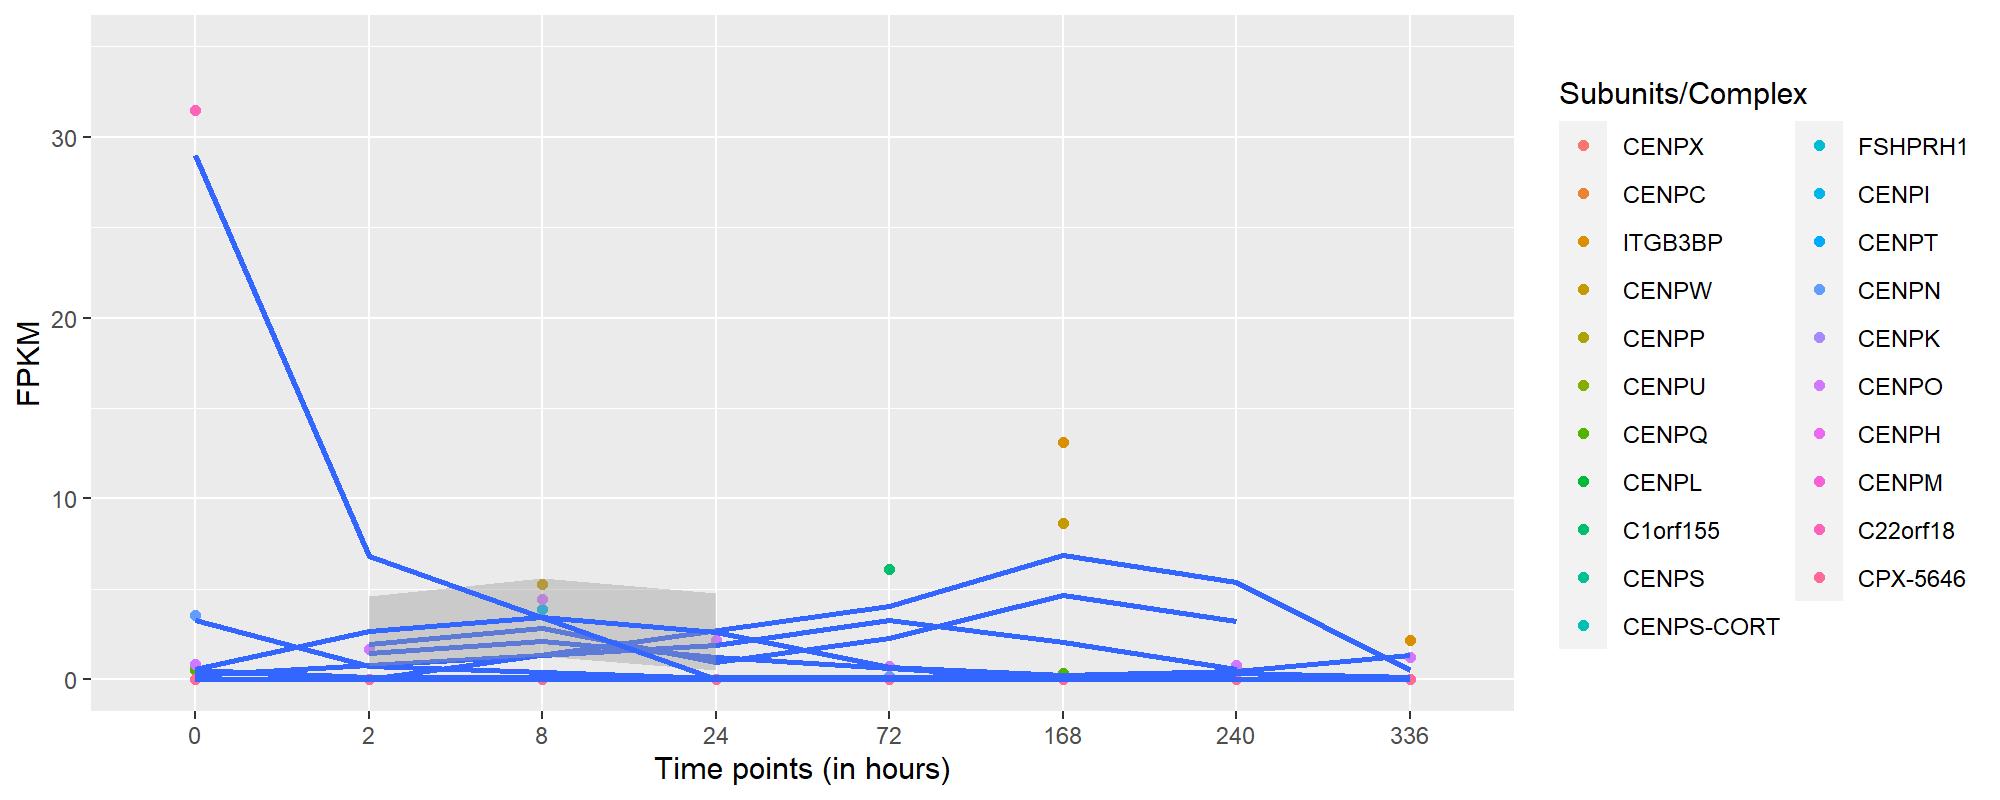 Subunits/Complex
CENPX
CENPC
ITGB3BP
CENPW
CENPP
CENPU
CENPQ
CENPL
C1orf155
CENPS
CENPS-CORT
FSHPRH1
CENPI
CENPT
CENPN
CENPK
CENPO
CENPH
CENPM
C22orf18
CPX-5646
FPKM
30
20
10
0
0 2 8 24 72 168 240 336
Time points (in hours)